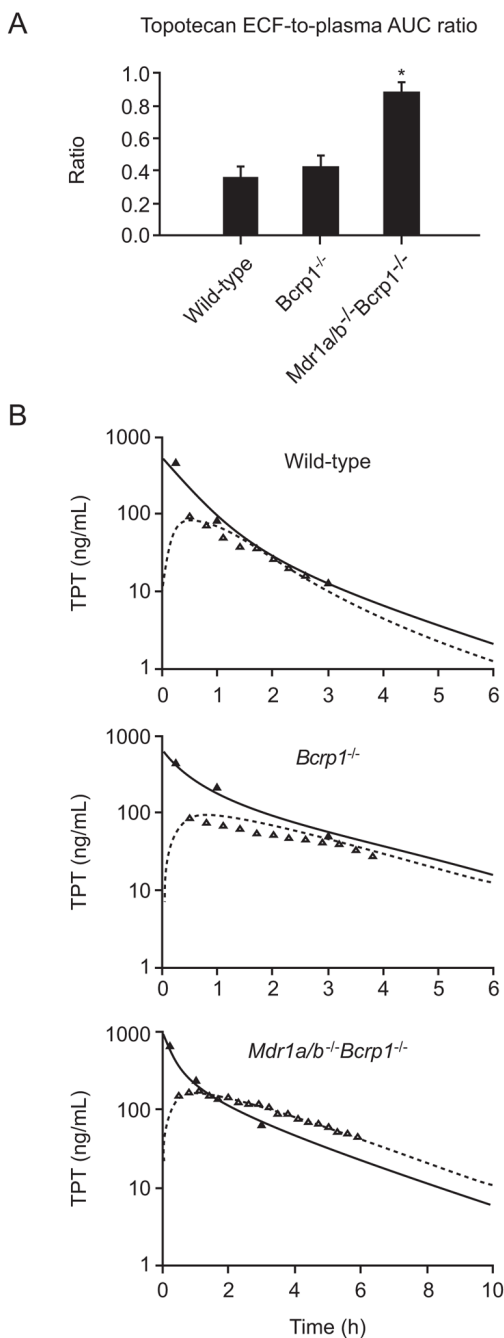 A
Topotecan ECF-to-plasma AUC ratio
Ratio
1.0
0.8
0.6
0.4
0.2
0.0
*
Wild-type
Bcrp1-/-
Mdr1a/b-/-Bcrp1-/-
B
Wild-type
TPT (ng/mL)
1000
100
10
1
0 1 2 3 4 5 6
Bcrp1-/-
TPT (ng/mL)
1000
100
10
1
0 1 2 3 4 5 6
Mdr1a/b-/-Bcrp1-/-
TPT (ng/mL)
1000
100
10
1
0 2 4 6 8 10
Time (h)